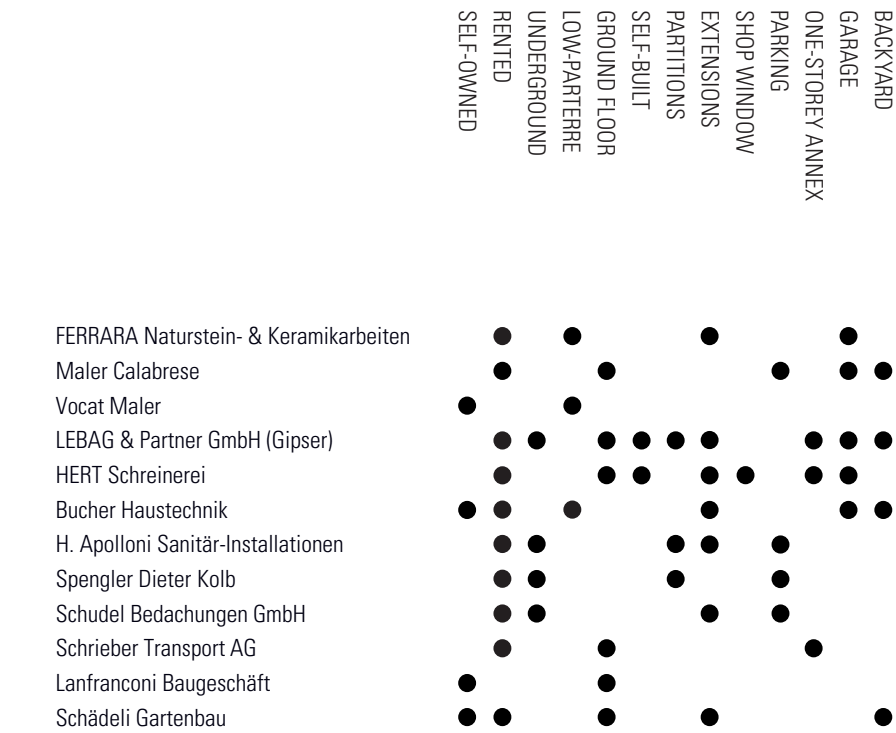 SELF-OWNED
RENTED
UNDERGROUND
LOW-PARTERRE
GROUND FLOOR
SELF-BUILT
PARTITIONS
EXTENSIONS
SHOP WINDOW
PARKING
ONE-STOREY ANNEX
GARAGE
BACKYARD
FERRARA Naturstein- & Keramikarbeiten
Maler Calabrese
Vocat Maler
LEBAG & Partner GmbH (Gipser)
HERT Schreinerei
Bucher Haustechnik
H. Apolloni Sanitär-Installationen
Spengler Dieter Kolb
Schudel Bedachungen GmbH
Schrieber Transport AG
Lanfranconi Baugeschäft
Schädeli Gartenbau